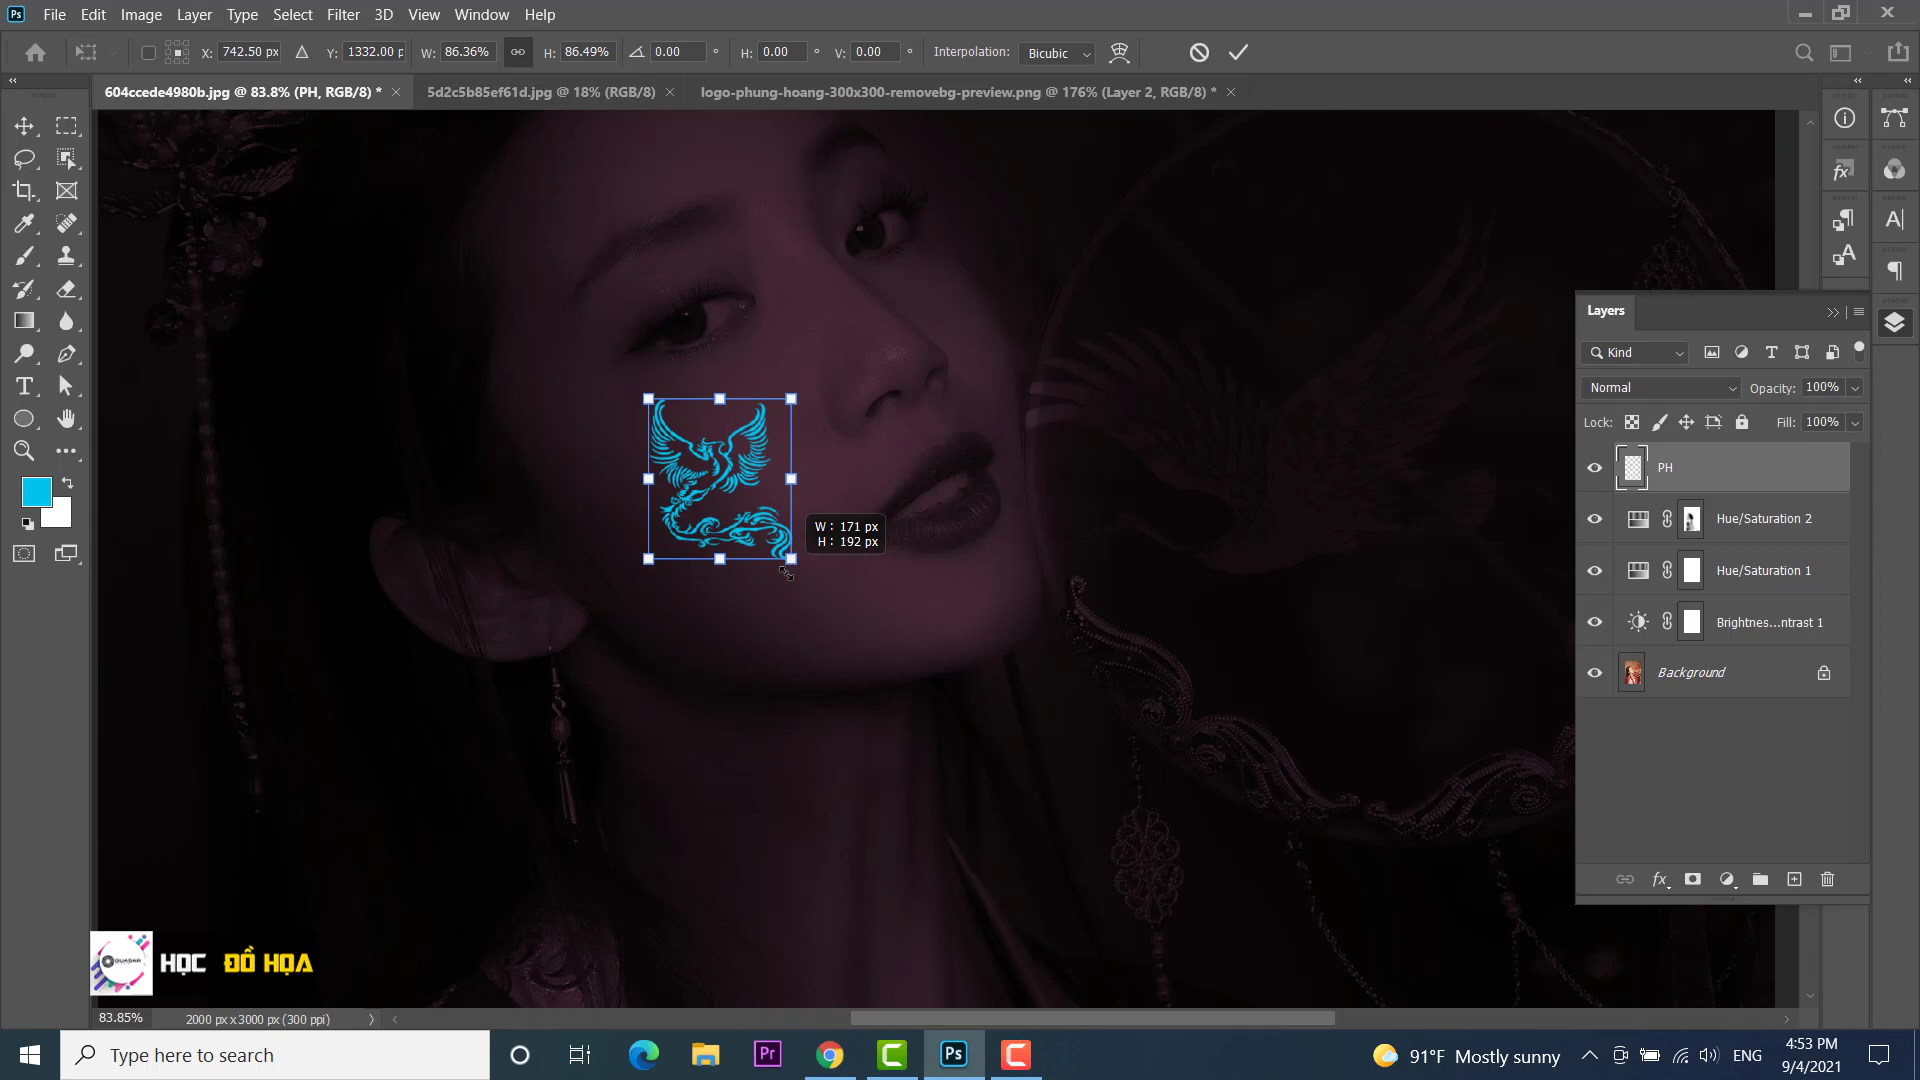 Ps File Edit Image Layer Type Select Filter 3D View Window Help
X: 742.50 px Y: 1332.00 p W: 86.36% H: 86.49% 0.00 ° H: 0.00 ° V: 0.00 ° Interpolation: Bicubic
604ccede4980b.jpg @ 83.8% (PH, RGB/8) * × 5d2c5b85ef61d.jpg @ 18% (RGB/8) × logo-phung-hoang-300x300-removebg-preview.png @ 176% (Layer 2, RGB/8) * ×
Layers
Kind
Normal Opacity: 100%
Lock: Fill: 100%
PH
W : 171 px
H : 192 px
Hue/Saturation 2
Hue/Saturation 1
Brightnes...ntrast 1
Background
fx
QUASAR
HỌC ĐỒ HỌA
83.85% 2000 px x 3000 px (300 ppi)
Type here to search
Pr
Ps
91°F Mostly sunny
ENG
4:53 PM
9/4/2021